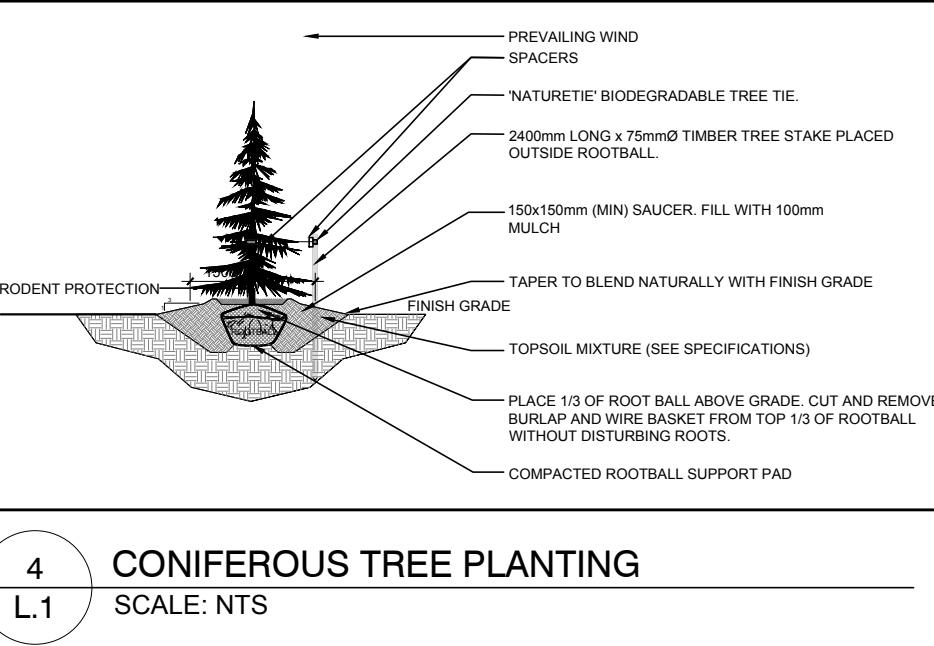 PREVAILING WIND
SPACERS
'NATURETIE' BIODEGRADABLE TREE TIE.
2400mm LONG x 75mmØ TIMBER TREE STAKE PLACED
OUTSIDE ROOTBALL.
150x150mm (MIN) SAUCER. FILL WITH 100mm
MULCH
RODENT PROTECTION
TAPER TO BLEND NATURALLY WITH FINISH GRADE
FINISH GRADE
3
1
ROOTBALL
TOPSOIL MIXTURE (SEE SPECIFICATIONS)
PLACE 1/3 OF ROOT BALL ABOVE GRADE. CUT AND REMOVE
BURLAP AND WIRE BASKET FROM TOP 1/3 OF ROOTBALL
WITHOUT DISTURBING ROOTS.
COMPACTED ROOTBALL SUPPORT PAD
4
L.1
CONIFEROUS TREE PLANTING
SCALE: NTS